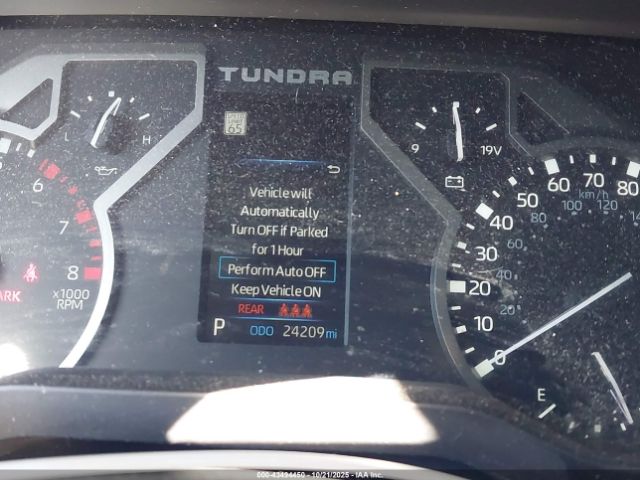 TUNDRA
SPEED LIMIT 65
L H
9 19V
6
7
8
x1000
RPM
ARK
Vehicle will
Automatically
Turn OFF if Parked
for 1 Hour
Perform Auto OFF
Keep Vehicle ON
REAR
P ODO 24209mi
80
70
60
50
40
30
20
10
0
km/h
120
100
80
60
40
20
E
000-43494450 - 10/21/2025 - IAA Inc.